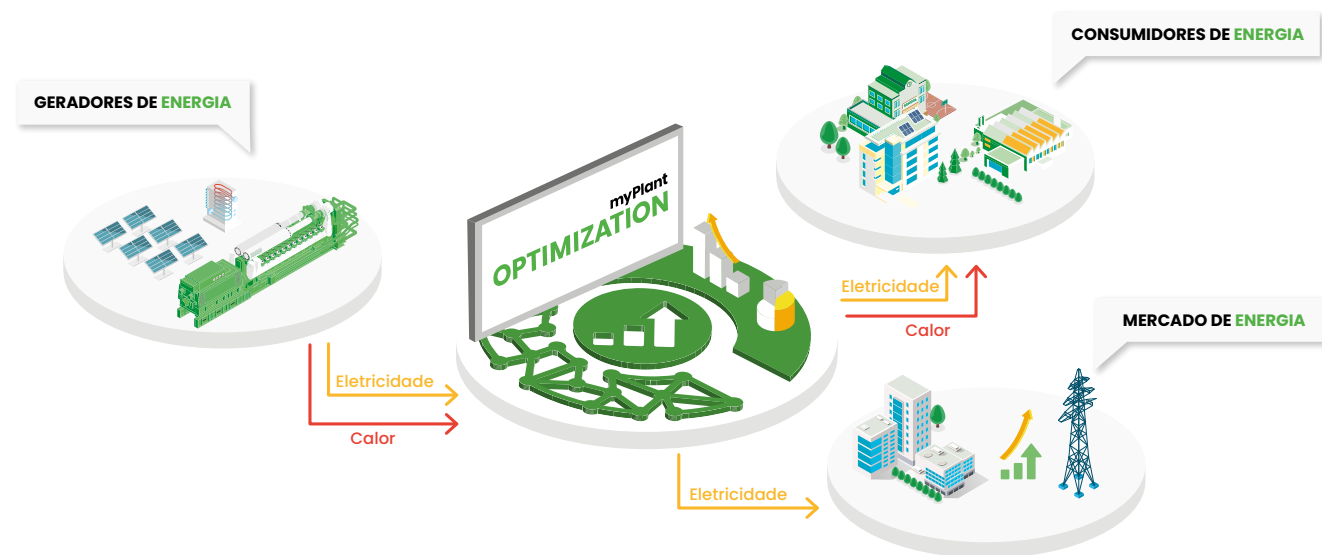 CONSUMIDORES DE ENERGIA
GERADORES DE ENERGIA
myPlant
OPTIMIZATION
Eletricidade
Calor
MERCADO DE ENERGIA
Eletricidade
Calor
Eletricidade